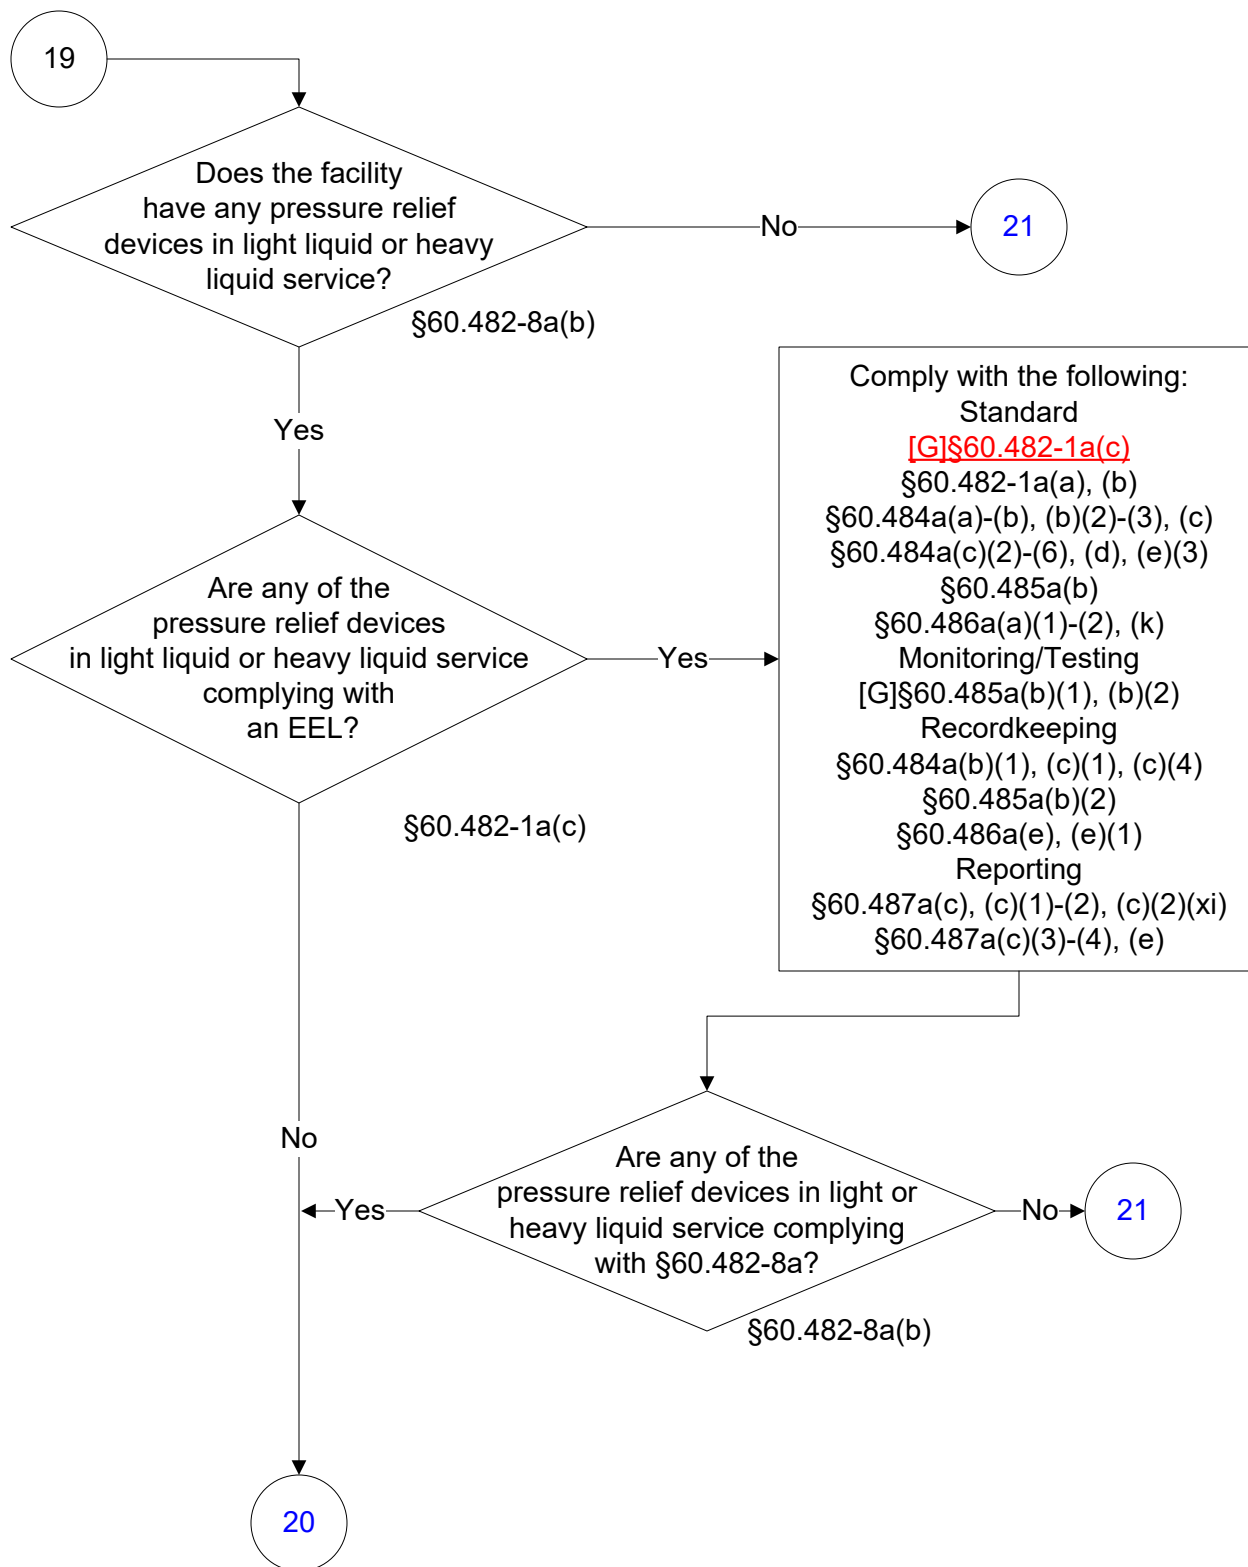 19
Does the facility
have any pressure relief
devices in light liquid or heavy
liquid service?
No
21
§60.482-8a(b)
Yes
Comply with the following:
Standard
[G]§60.482-1a(c)
§60.482-1a(a), (b)
§60.484a(a)-(b), (b)(2)-(3), (c)
§60.484a(c)(2)-(6), (d), (e)(3)
§60.485a(b)
§60.486a(a)(1)-(2), (k)
Monitoring/Testing
[G]§60.485a(b)(1), (b)(2)
Recordkeeping
§60.484a(b)(1), (c)(1), (c)(4)
§60.485a(b)(2)
§60.486a(e), (e)(1)
Reporting
§60.487a(c), (c)(1)-(2), (c)(2)(xi)
§60.487a(c)(3)-(4), (e)
Are any of the
pressure relief devices
in light liquid or heavy liquid service
complying with
an EEL?
Yes
§60.482-1a(c)
No
Are any of the
pressure relief devices in light or
heavy liquid service complying
with §60.482-8a?
Yes
No
21
§60.482-8a(b)
20